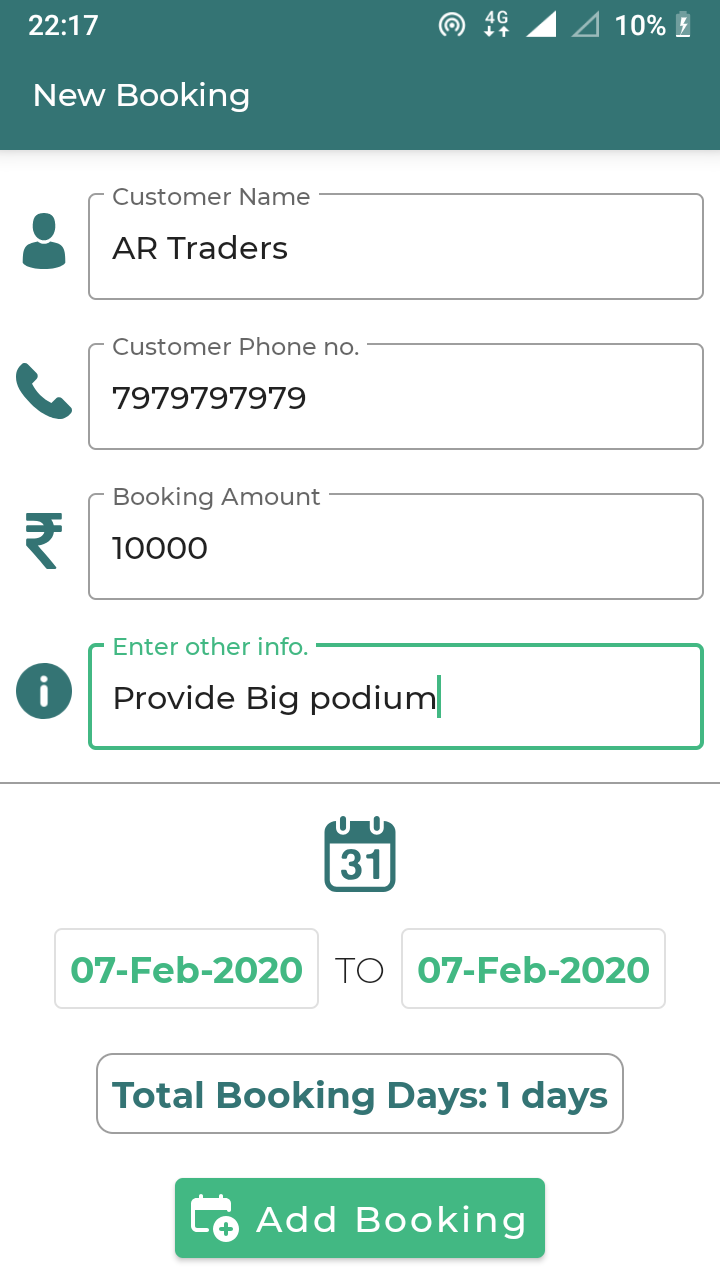 22:17 4G 10%
New Booking
Customer Name
AR Traders
Customer Phone no.
7979797979
Booking Amount
₹ 10000
Enter other info.
Provide Big podium
31
07-Feb-2020 TO 07-Feb-2020
Total Booking Days: 1 days
Add Booking